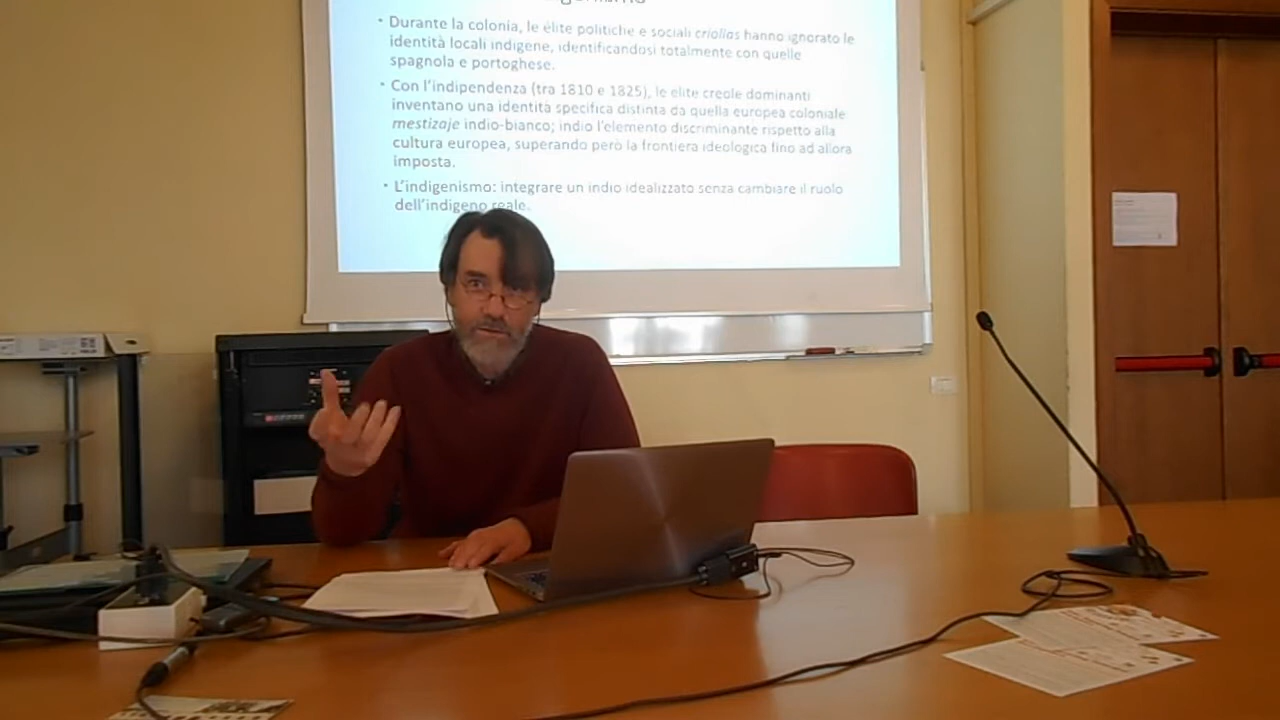 • Durante la colonia, le élite politiche e sociali criollas hanno ignorato le
identità locali indigene, identificandosi totalmente con quelle
spagnola e portoghese.
• Con l'indipendenza (tra 1810 e 1825), le elite creole dominanti
inventano una identità specifica distinta da quella europea coloniale
mestizaje indio-bianco; indio l'elemento discriminante rispetto alla
cultura europea, superando però la frontiera ideologica fino ad allora
imposta.
• L'indigenismo: integrare un indio idealizzato senza cambiare il ruolo
dell'indigeno reale.